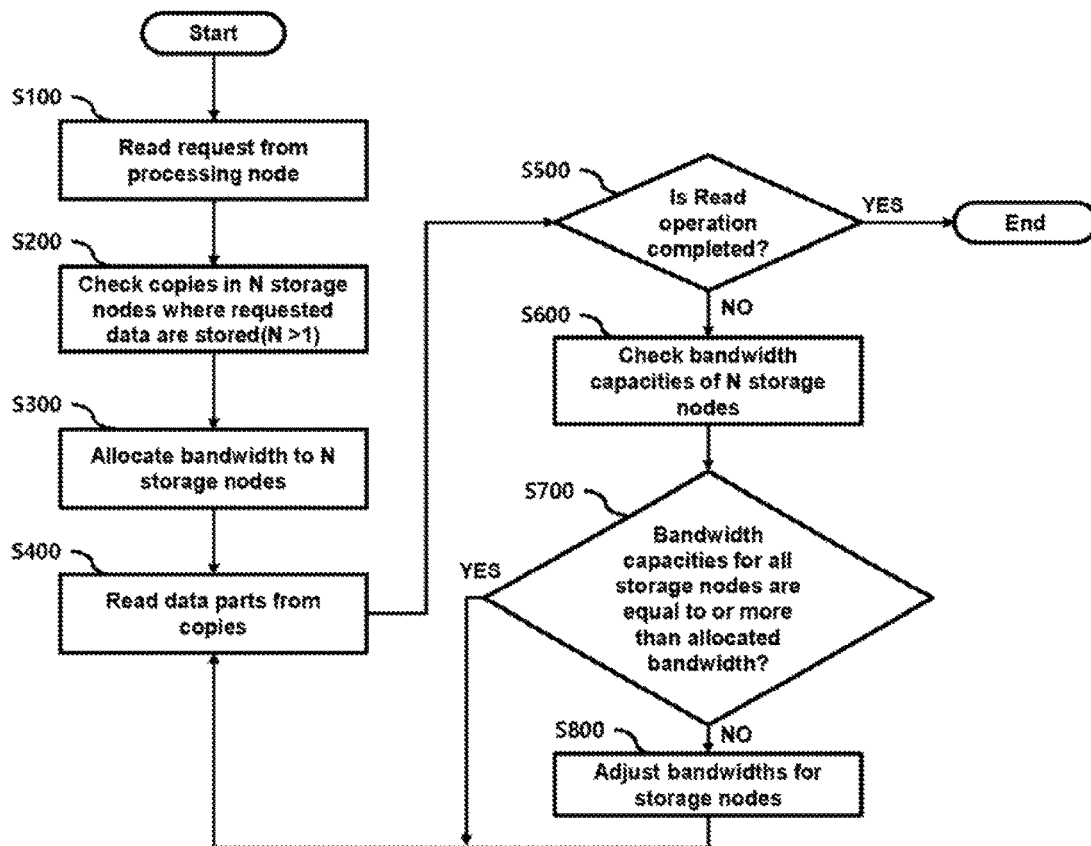 Start
S100
Read request from
processing node
S200
Check copies in N storage
nodes where requested
data are stored(N >1)
S300
Allocate bandwidth to N
storage nodes
S400
Read data parts from
copies
S500
Is Read
operation
completed?
YES
End
NO
S600
Check bandwidth
capacities of N storage
nodes
S700
Bandwidth
capacities for all
storage nodes are
equal to or more
than allocated
bandwidth?
YES
NO
S800
Adjust bandwidths for
storage nodes